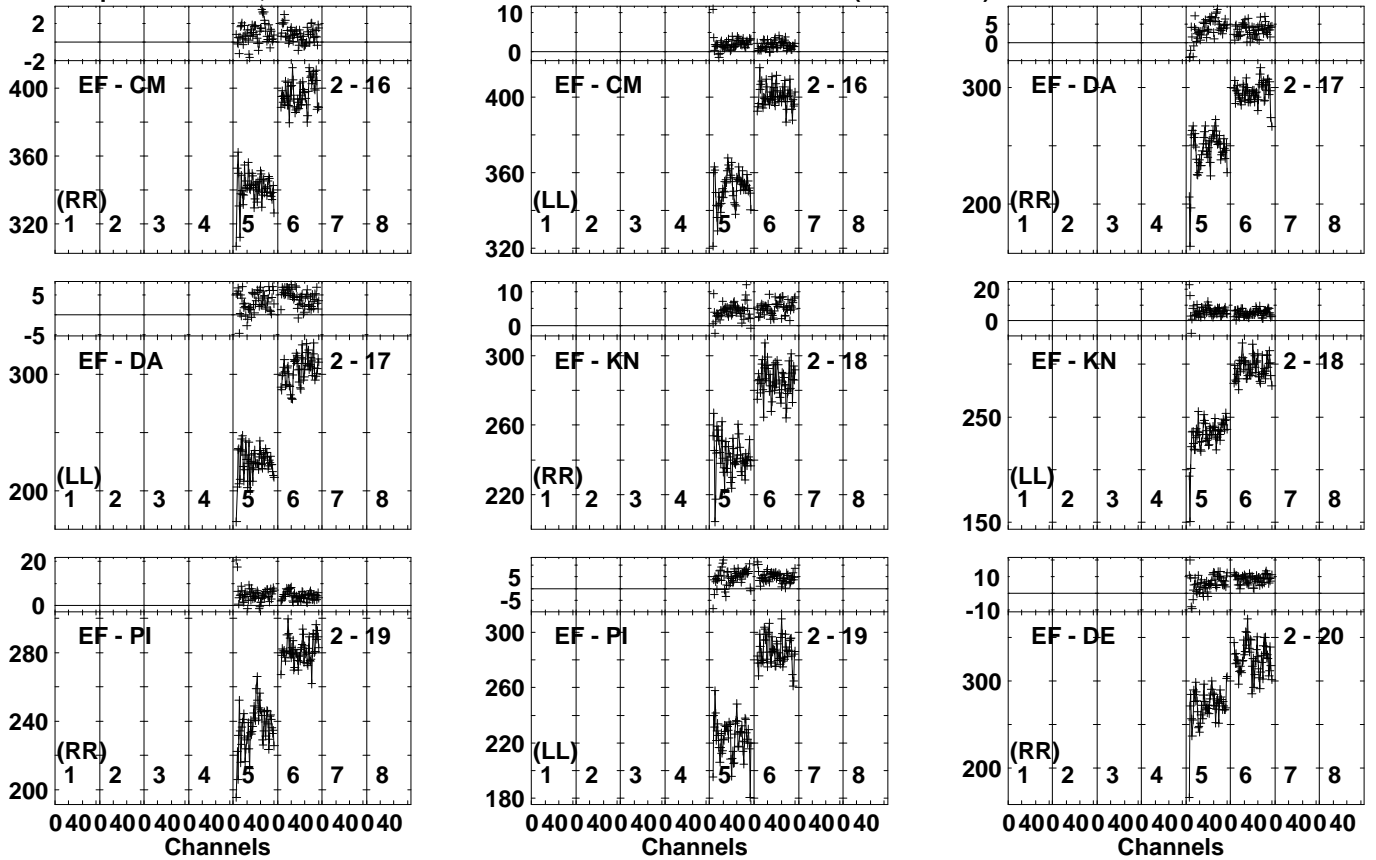 2
-2
EF - CM 2 - 16
400
360
320
(RR)
1 2 3 4 5 6 7 8
10
0
EF - CM 2 - 16
400
360
320
(LL)
1 2 3 4 5 6 7 8
5
0
EF - DA 2 - 17
300
200
(RR)
1 2 3 4 5 6 7 8
5
-5
EF - DA 2 - 17
300
200
(LL)
1 2 3 4 5 6 7 8
10
0
EF - KN 2 - 18
300
260
220
(RR)
1 2 3 4 5 6 7 8
20
0
EF - KN 2 - 18
250
150
(LL)
1 2 3 4 5 6 7 8
20
0
EF - PI 2 - 19
280
240
200
(RR)
1 2 3 4 5 6 7 8
0 40 0 40 0 40 0 40 0 40 0 40 0 40 0 40
Channels
5
-5
EF - PI 2 - 19
300
260
220
180
(LL)
1 2 3 4 5 6 7 8
0 40 0 40 0 40 0 40 0 40 0 40 0 40 0 40
Channels
10
-10
EF - DE 2 - 20
300
200
(RR)
1 2 3 4 5 6 7 8
0 40 0 40 0 40 0 40 0 40 0 40 0 40 0 40
Channels